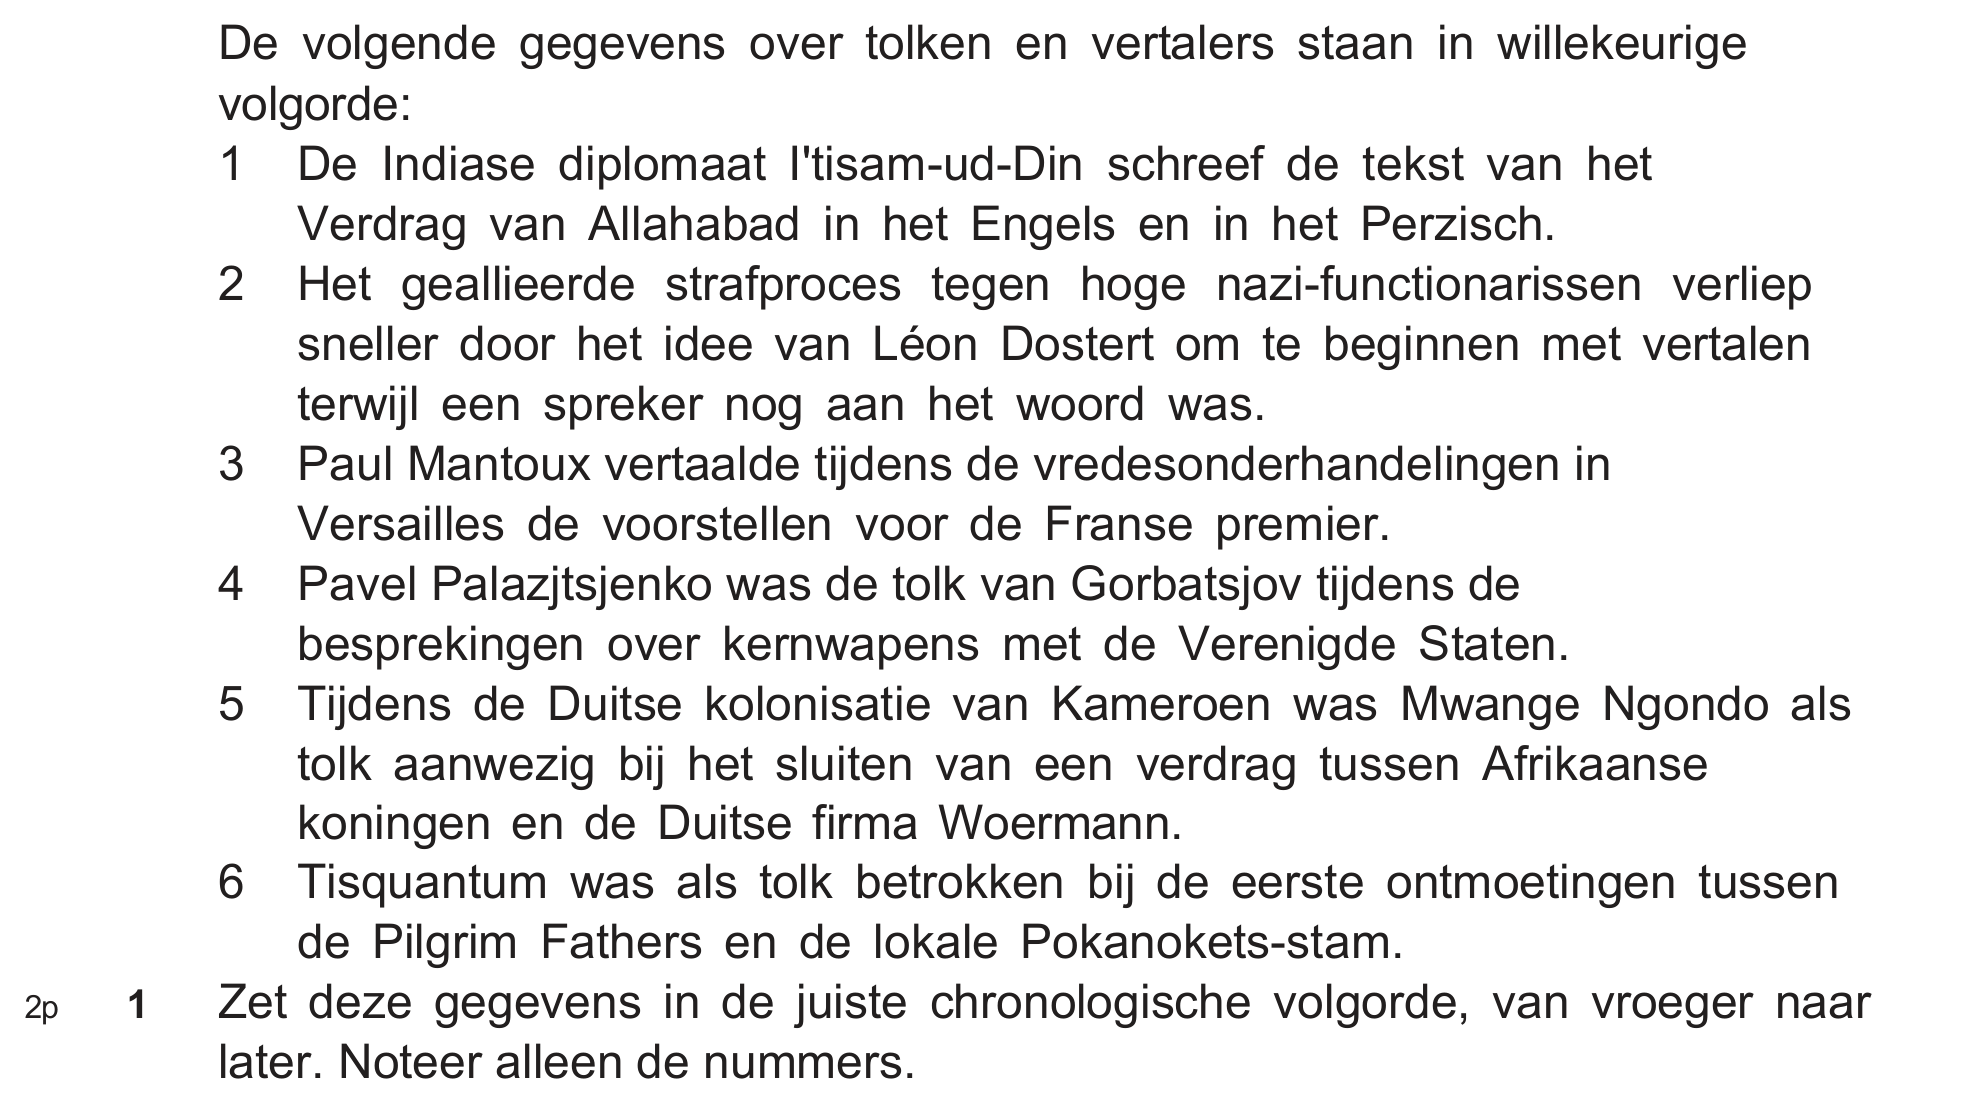 De volgende gegevens over tolken en vertalers staan in willekeurige
volgorde:
1 De Indiase diplomaat I'tisam-ud-Din schreef de tekst van het
Verdrag van Allahabad in het Engels en in het Perzisch.
2 Het geallieerde strafproces tegen hoge nazi-functionarissen verliep
sneller door het idee van Léon Dostert om te beginnen met vertalen
terwijl een spreker nog aan het woord was.
3 Paul Mantoux vertaalde tijdens de vredesonderhandelingen in
Versailles de voorstellen voor de Franse premier.
4 Pavel Palazjtsjenko was de tolk van Gorbatsjov tijdens de
besprekingen over kernwapens met de Verenigde Staten.
5 Tijdens de Duitse kolonisatie van Kameroen was Mwange Ngondo als
tolk aanwezig bij het sluiten van een verdrag tussen Afrikaanse
koningen en de Duitse firma Woermann.
6 Tisquantum was als tolk betrokken bij de eerste ontmoetingen tussen
de Pilgrim Fathers en de lokale Pokanokets-stam.
2p 1 Zet deze gegevens in de juiste chronologische volgorde, van vroeger naar
later. Noteer alleen de nummers.